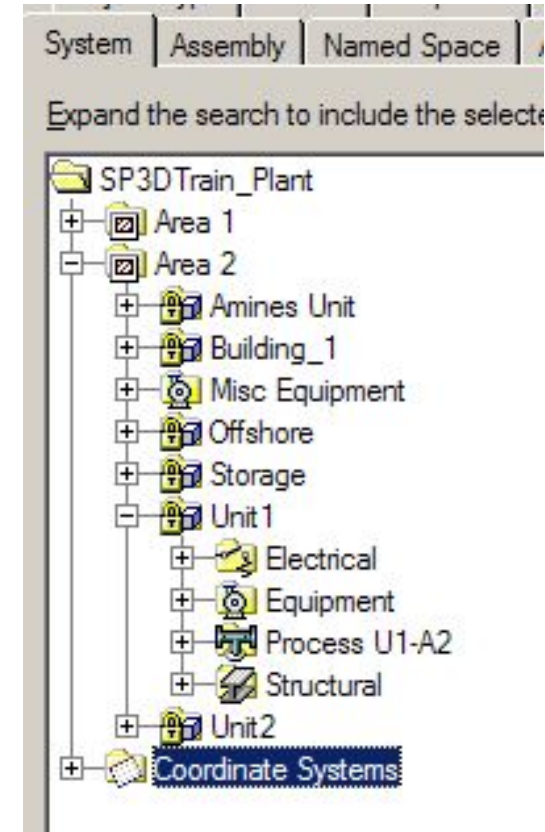 System Assembly Named Space
Expand the search to include the selecte
SP3DTrain_Plant
Area 1
Area 2
Amines Unit
Building_1
Misc Equipment
Offshore
Storage
Unit1
Electrical
Equipment
Process U1-A2
Structural
Unit2
Coordinate Systems